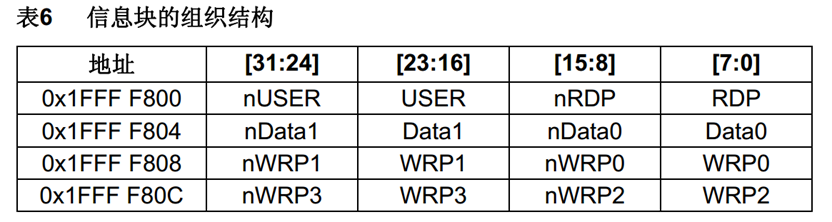 表6 信息块的组织结构
地址 [31:24] [23:16] [15:8] [7:0]
0x1FFF F800 nUSER USER nRDP RDP
0x1FFF F804 nData1 Data1 nData0 Data0
0x1FFF F808 nWRP1 WRP1 nWRP0 WRP0
0x1FFF F80C nWRP3 WRP3 nWRP2 WRP2